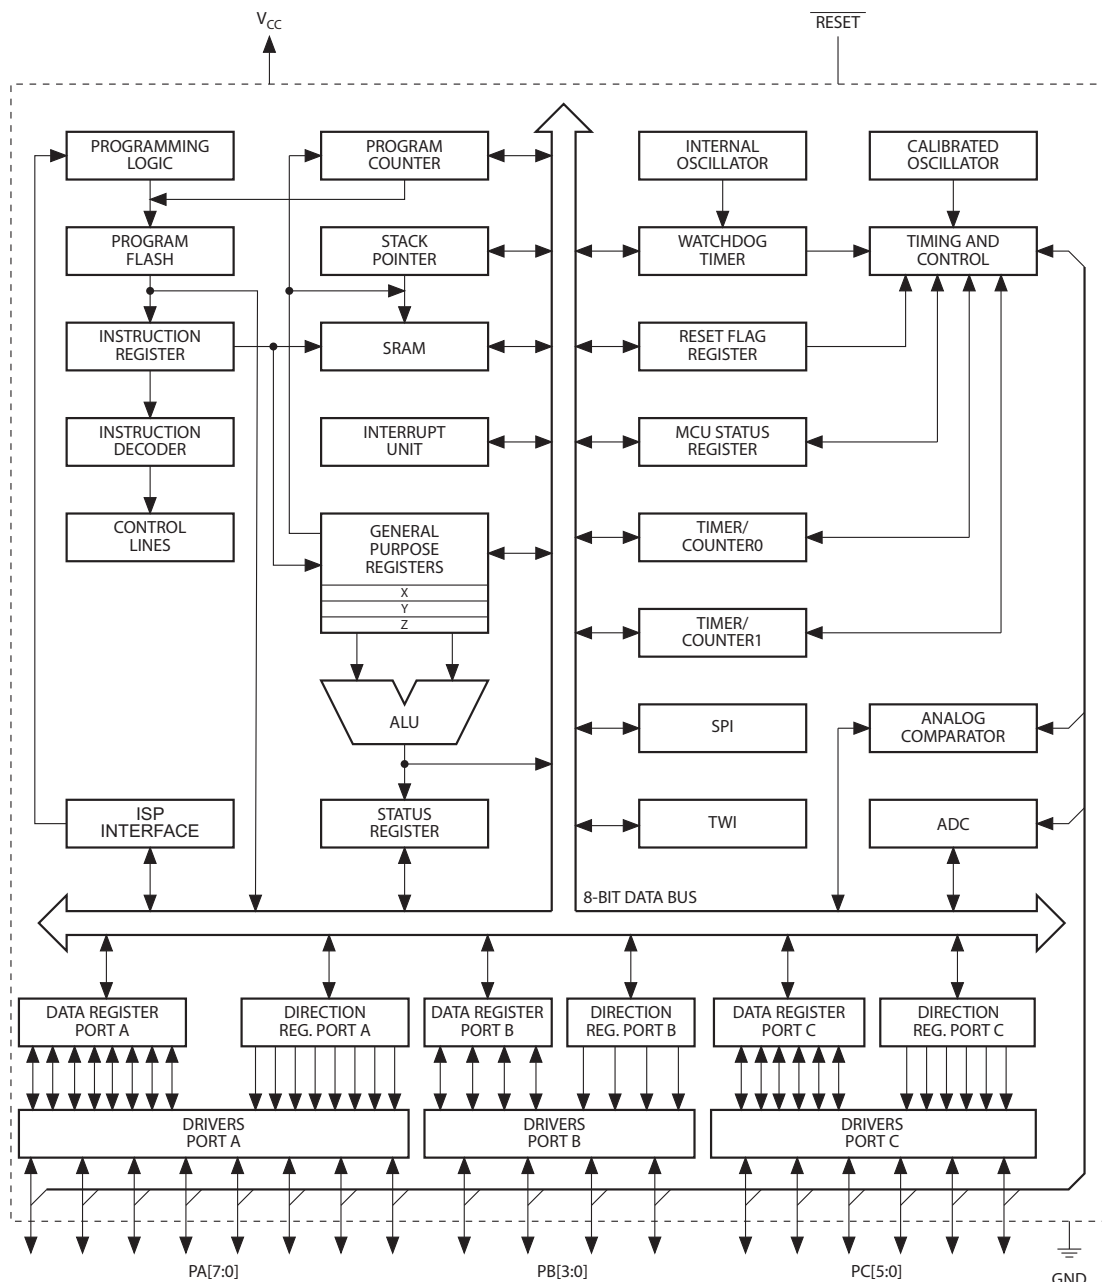 VCC
RESET
PROGRAMMING
LOGIC
PROGRAM
COUNTER
INTERNAL
OSCILLATOR
CALIBRATED
OSCILLATOR
PROGRAM
FLASH
STACK
POINTER
WATCHDOG
TIMER
TIMING AND
CONTROL
INSTRUCTION
REGISTER
SRAM
RESET FLAG
REGISTER
INSTRUCTION
DECODER
INTERRUPT
UNIT
MCU STATUS
REGISTER
CONTROL
LINES
GENERAL
PURPOSE
REGISTERS
X
Y
Z
TIMER/
COUNTER0
TIMER/
COUNTER1
ALU
SPI
ANALOG
COMPARATOR
ISP
INTERFACE
STATUS
REGISTER
TWI
ADC
8-BIT DATA BUS
DATA REGISTER
PORT A
DIRECTION
REG. PORT A
DATA REGISTER
PORT B
DIRECTION
REG. PORT B
DATA REGISTER
PORT C
DIRECTION
REG. PORT C
DRIVERS
PORT A
DRIVERS
PORT B
DRIVERS
PORT C
PA[7:0]
PB[3:0]
PC[5:0]
GND